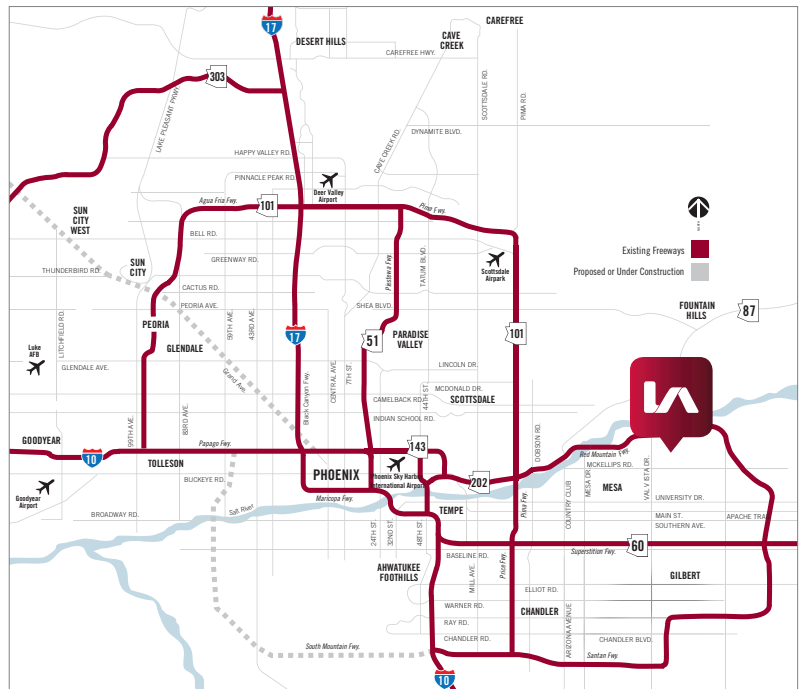 17
DESERT HILLS
CAVE
CREEK
CAREFREE
CAREFREE HWY.
303
LAKE PLEASANT PKWY.
SCOTTSDALE RD.
PIMA RD.
CAVE CREEK RD.
DYNAMITE BLVD.
HAPPY VALLEY RD.
PINNACLE PEAK RD.
Deer Valley
Airport
Agua Fria Fwy.
101
Pima Fwy.
SUN
CITY
WEST
BELL RD.
Existing Freeways
Proposed or Under Construction
SUN
CITY
THUNDERBIRD RD.
GREENWAY RD.
Piestewa Fwy.
TATUM BLVD.
Scottsdale
Airpark
CACTUS RD.
PEORIA AVE.
SHEA BLVD.
FOUNTAIN
HILLS
87
LITCHFIELD RD.
PEORIA
59TH AVE.
43RD AVE.
17
51
PARADISE
VALLEY
101
Luke
AFB
GLENDALE
GLENDALE AVE.
Grand Ave.
Black Canyon Fwy.
CENTRAL AVE.
7TH ST.
LINCOLN DR.
MCDONALD DR.
44TH ST.
SCOTTSDALE
CAMELBACK RD.
INDIAN SCHOOL RD.
99TH AVE.
83RD AVE.
DOBSON RD.
GOODYEAR
10
Papago Fwy.
143
Red Mountain Fwy.
TOLLESON
PHOENIX
Phoenix Sky Harbor
International Airport
202
MCKELLIPS RD.
MESA DR.
VAL VISTA DR.
MESA
BUCKEYE RD.
Goodyear
Airport
Maricopa Fwy.
Pima Fwy.
COUNTRY CLUB
UNIVERSITY DR.
BROADWAY RD.
Salt River
TEMPE
MAIN ST.
APACHE TRAIL
SOUTHERN AVE.
24TH ST.
32ND ST.
48TH ST.
60
Superstition Fwy.
BASELINE RD.
AHWATUKEE
FOOTHILLS
MILL AVE.
Price Fwy.
GILBERT
ELLIOT RD.
WARNER RD.
CHANDLER
RAY RD.
ARIZONA AVENUE
CHANDLER RD.
CHANDLER BLVD.
South Mountain Fwy.
Santan Fwy.
10